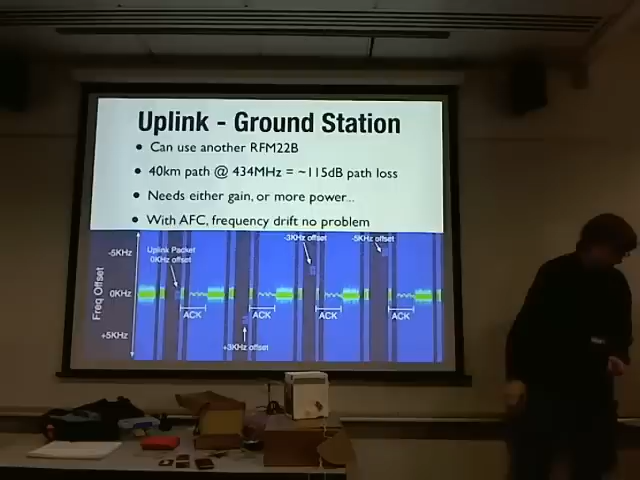 Uplink - Ground Station
• Can use another RFM22B
• 40km path @ 434MHz = ~115dB path loss
• Needs either gain, or more power...
• With AFC, frequency drift no problem
Freq Offset
-5KHz
0KHz
+5KHz
Uplink Packet
0KHz offset
-3KHz offset
-5KHz offset
ACK
ACK
ACK
ACK
+3KHz offset